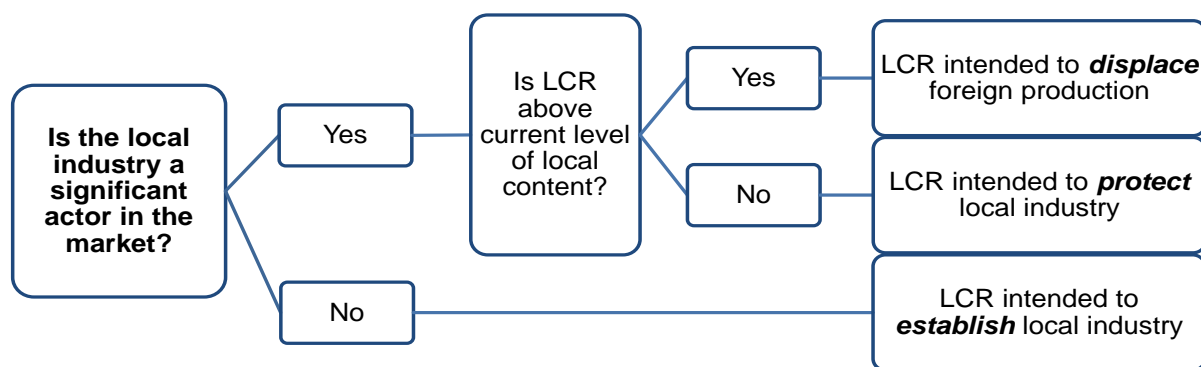 Is the local
industry a
significant
actor in the
market?
Yes
No
Is LCR
above
current level
of local
content?
Yes
No
LCR intended to displace
foreign production
LCR intended to protect
local industry
LCR intended to
establish local industry